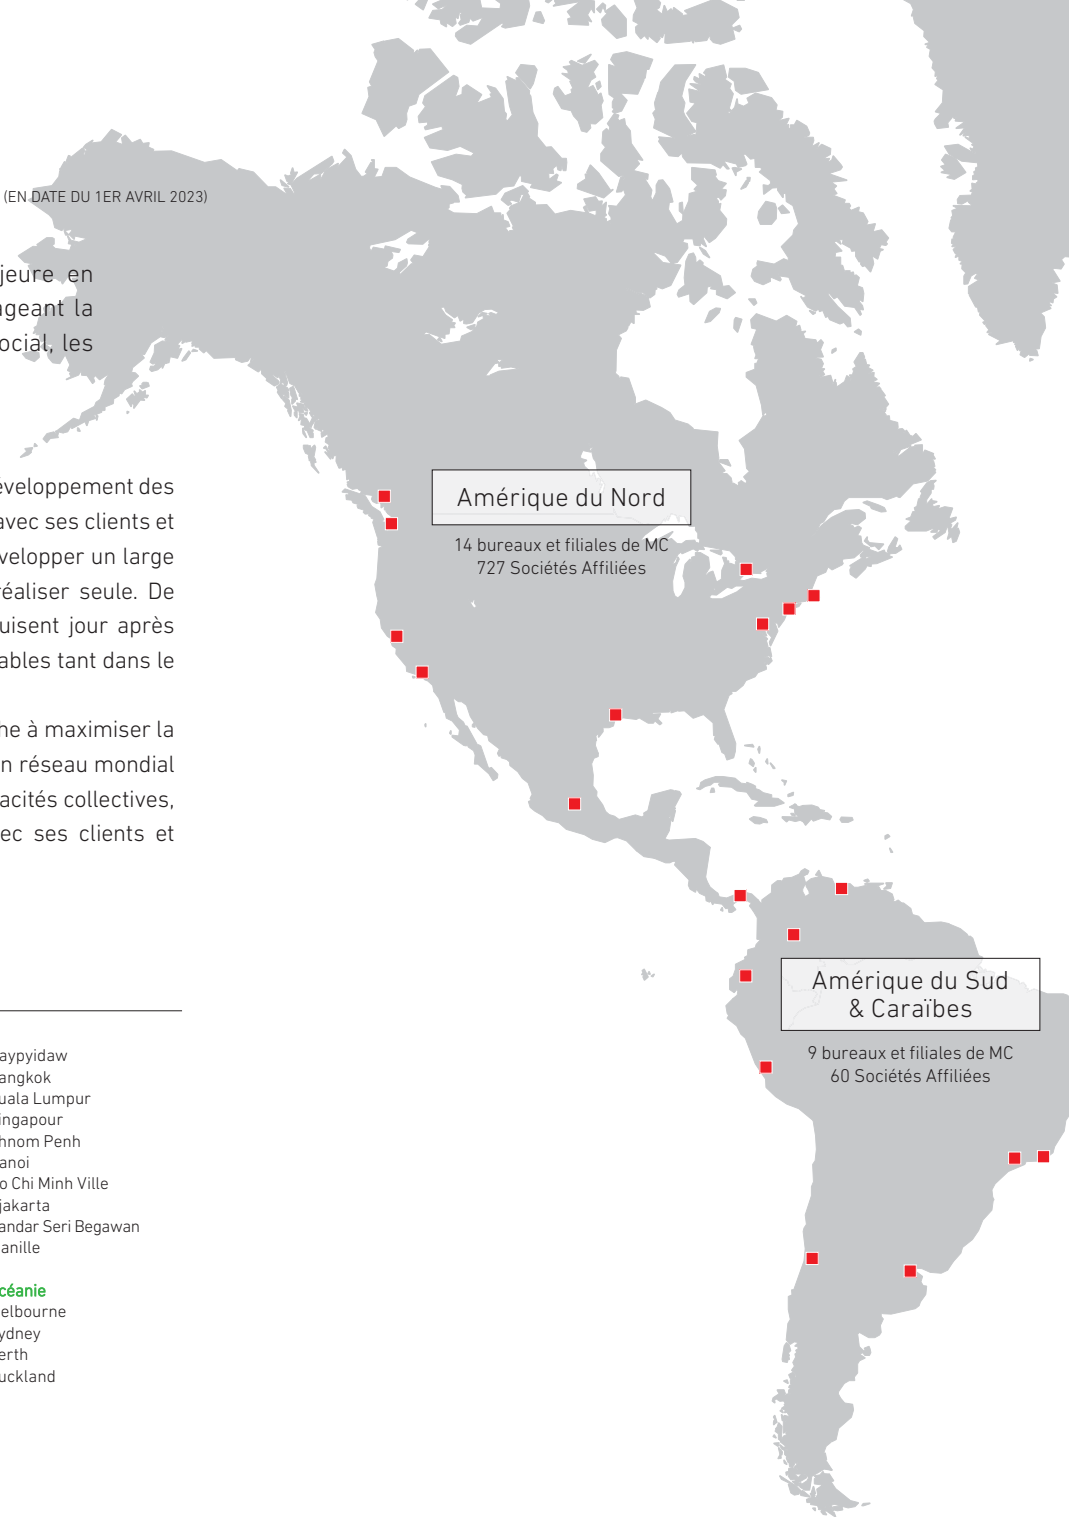 (EN DATE DU 1ER AVRIL 2023)
jeure en
ageant la
ocial, les
éveloppement des
avec ses clients et
velopper un large
réaliser seule. De
uisent jour après
ables tant dans le
he à maximiser la
n réseau mondial
acités collectives,
ec ses clients et
Amérique du Nord
14 bureaux et filiales de MC
727 Sociétés Affiliées
Amérique du Sud
& Caraïbes
9 bureaux et filiales de MC
60 Sociétés Affiliées
aypyidaw
angkok
uala Lumpur
ingapour
hnom Penh
anoi
o Chi Minh Ville
jakarta
andar Seri Begawan
anille
céanie
elbourne
ydney
erth
uckland